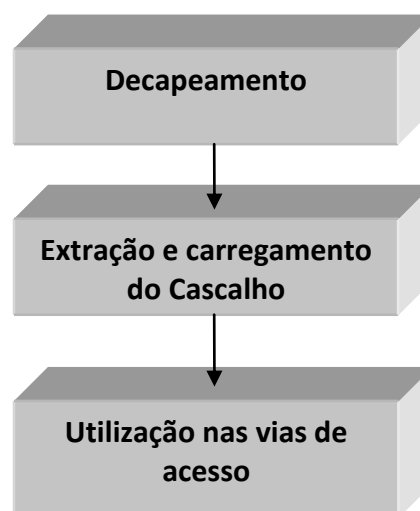 Decapeamento
Extração e carregamento
do Cascalho
Utilização nas vias de
acesso